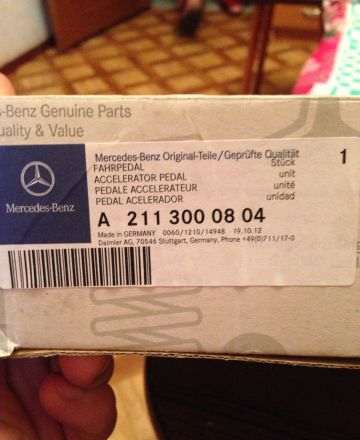 s-Benz Genuine Parts
uality & Value
Mercedes-Benz Original-Teile/Geprüfte Qualität 1
FAHRPEDAL Stück
ACCELERATOR PEDAL unit
PEDALE ACCELERATEUR unité
PEDAL ACELERADOR unidad
Mercedes-Benz
A 211 300 08 04
Made in GERMANY 0060/1210/14948 19.10.12
Daimler AG, 70546 Stuttgart, Germany, Phone +49(0)711/17-0